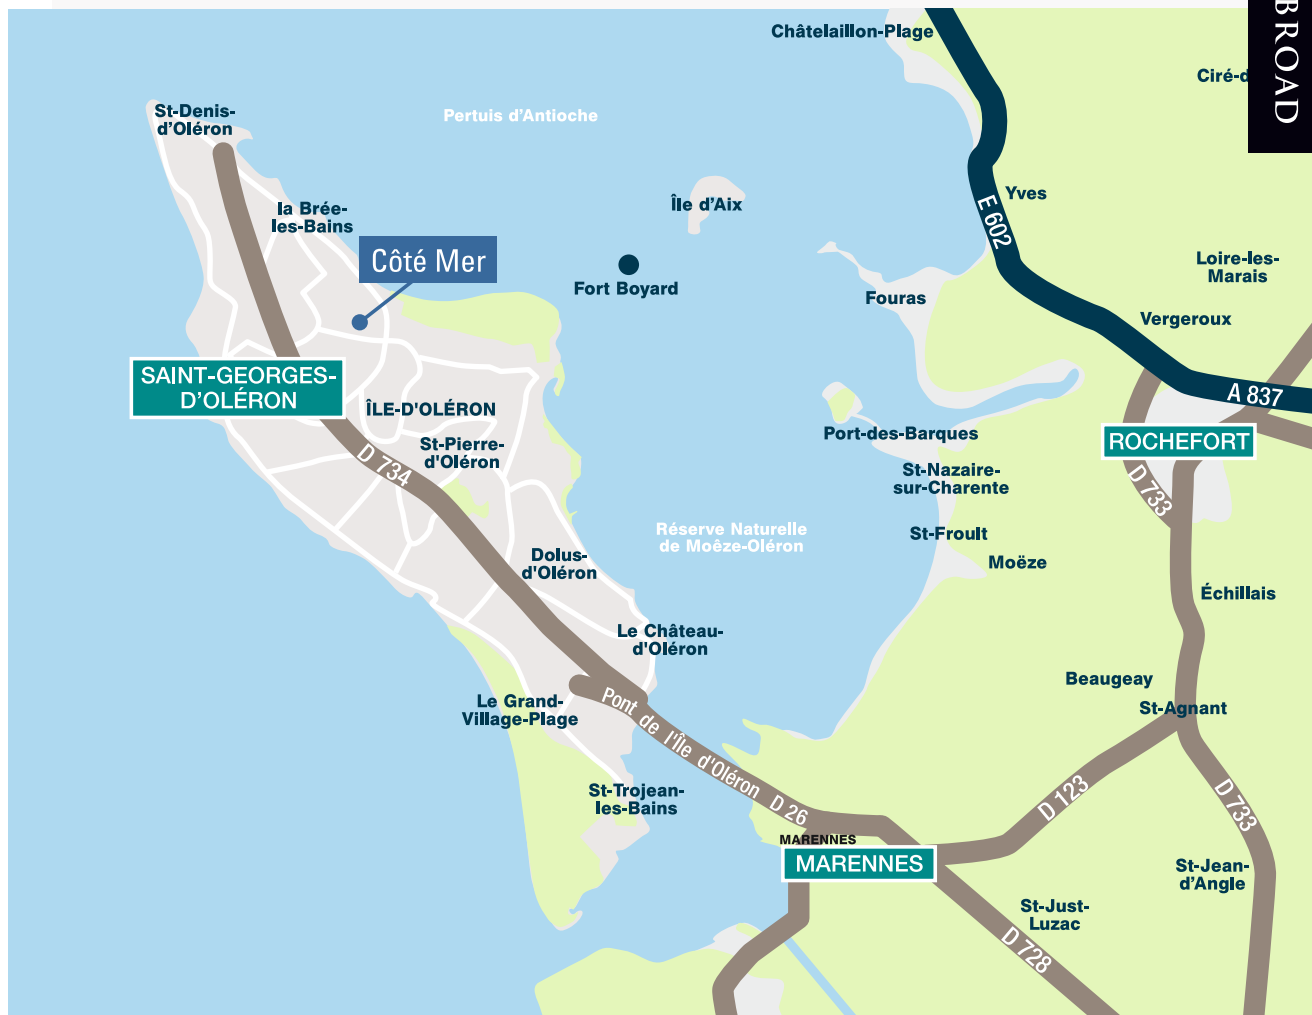 BROAD
Châtelaillon-Plage
Ciré-d
St-Denis-
d'Oléron
Pertuis d'Antioche
Yves
Île d'Aix
la Brée-
les-Bains
E 602
Côté Mer
Loire-les-
Marais
Fort Boyard
Fouras
Vergeroux
SAINT-GEORGES-
D'OLÉRON
A 837
ÎLE-D'OLÉRON
Port-des-Barques
ROCHEFORT
St-Pierre-
d'Oléron
D 734
St-Nazaire-
sur-Charente
D 733
Réserve Naturelle
de Moêze-Oléron
St-Froult
Moëze
Dolus-
d'Oléron
Échillais
Le Château-
d'Oléron
Beaugeay
St-Agnant
Le Grand-
Village-Plage
Pont de l'Île d'Oléron D 26
St-Trojean-
les-Bains
D 123
D 733
MARENNES
MARENNES
St-Jean-
d'Angle
St-Just-
Luzac
D 728